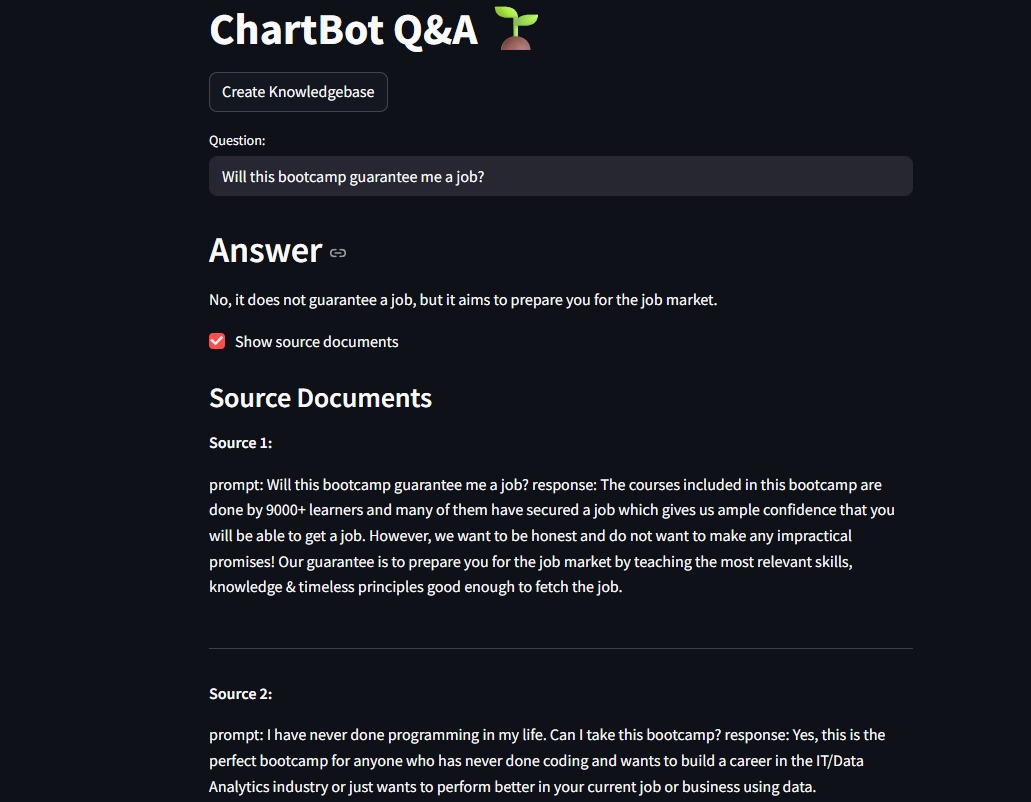 ChartBot Q&A
Create Knowledgebase
Question:
Will this bootcamp guarantee me a job?
Answer
No, it does not guarantee a job, but it aims to prepare you for the job market.
Show source documents
Source Documents
Source 1:
prompt: Will this bootcamp guarantee me a job? response: The courses included in this bootcamp are
done by 9000+ learners and many of them have secured a job which gives us ample confidence that you
will be able to get a job. However, we want to be honest and do not want to make any impractical
promises! Our guarantee is to prepare you for the job market by teaching the most relevant skills,
knowledge & timeless principles good enough to fetch the job.
Source 2:
prompt: I have never done programming in my life. Can I take this bootcamp? response: Yes, this is the
perfect bootcamp for anyone who has never done coding and wants to build a career in the IT/Data
Analytics industry or just wants to perform better in your current job or business using data.